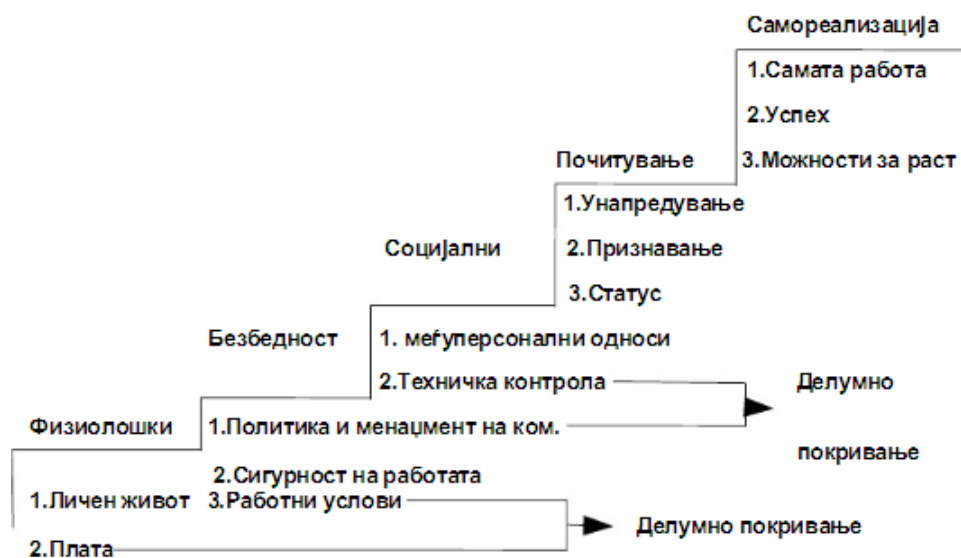 Самореализација
1.Самата работа
2.Успех
3.Можности за раст
Почитување
1.Унапредување
2.Признавање
3.Статус
Социјални
1. меѓуперсонални односи
2.Техничка контрола
Делумно
покривање
Безбедност
1.Политика и менаџмент на ком.
2.Сигурност на работата
3.Работни услови
Физиолошки
1.Личен живот
2.Плата
Делумно покривање